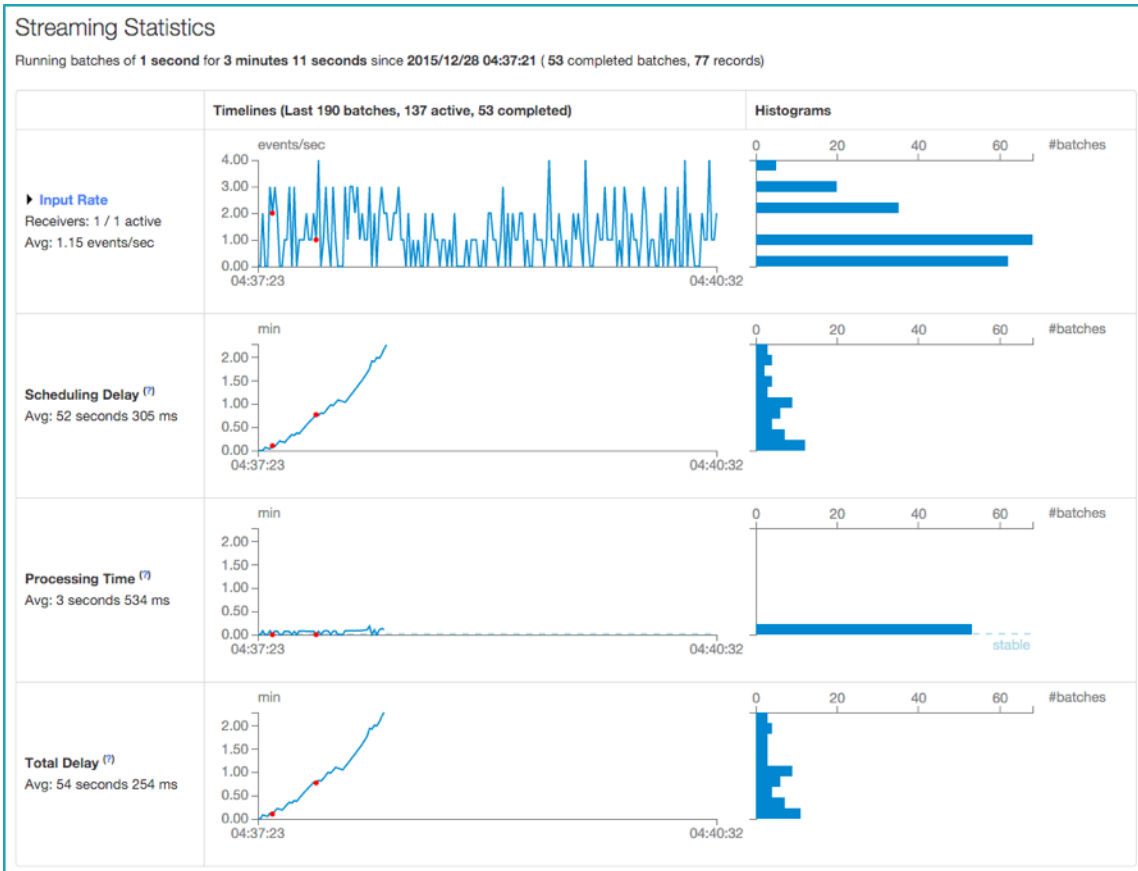 Streaming Statistics
Running batches of 1 second for 3 minutes 11 seconds since 2015/12/28 04:37:21 ( 53 completed batches, 77 records)
Timelines (Last 190 batches, 137 active, 53 completed)
Histograms
Input Rate
Receivers: 1 / 1 active
Avg: 1.15 events/sec
events/sec
4.00
3.00
2.00
1.00
0.00
04:37:23
04:40:32
0 20 40 60 #batches
Scheduling Delay (?)
Avg: 52 seconds 305 ms
min
2.00
1.50
1.00
0.50
0.00
04:37:23
04:40:32
0 20 40 60 #batches
Processing Time (?)
Avg: 3 seconds 534 ms
min
2.00
1.50
1.00
0.50
0.00
04:37:23
04:40:32
0 20 40 60 #batches
stable
Total Delay (?)
Avg: 54 seconds 254 ms
min
2.00
1.50
1.00
0.50
0.00
04:37:23
04:40:32
0 20 40 60 #batches